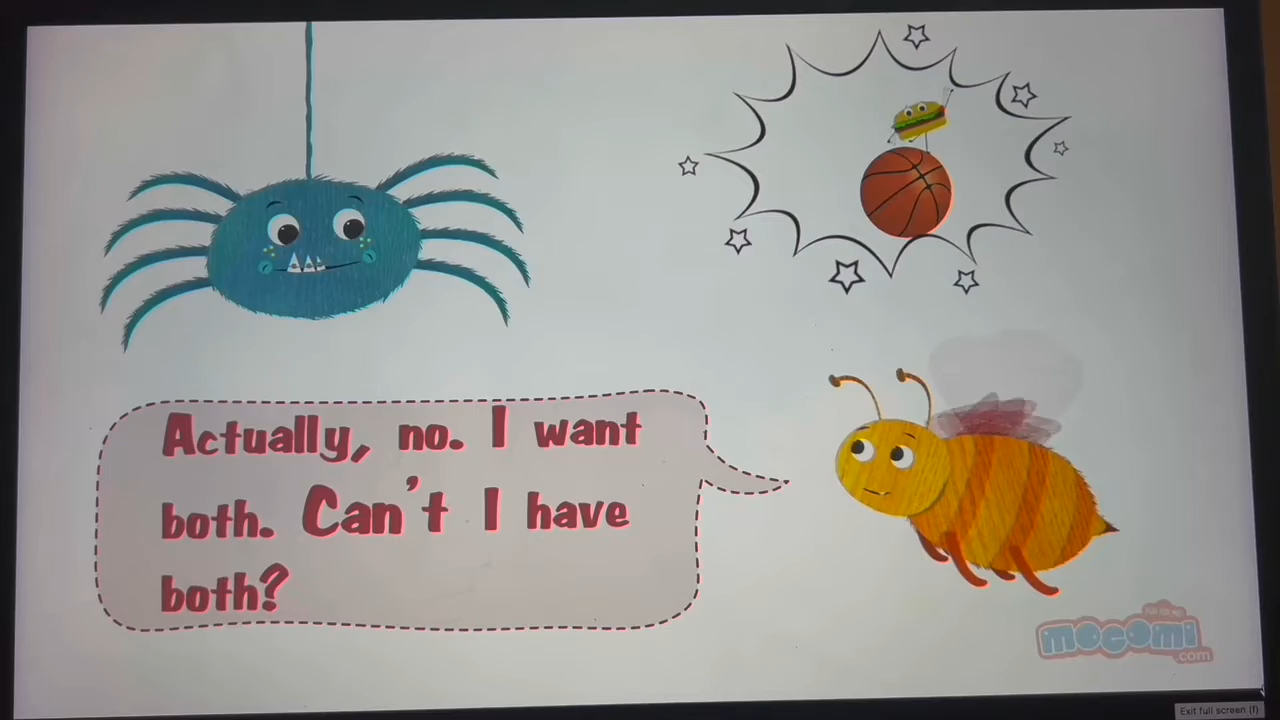 Actually, no. I want
both. Can't I have
both?
mocomi
.com
Exit full screen (f)